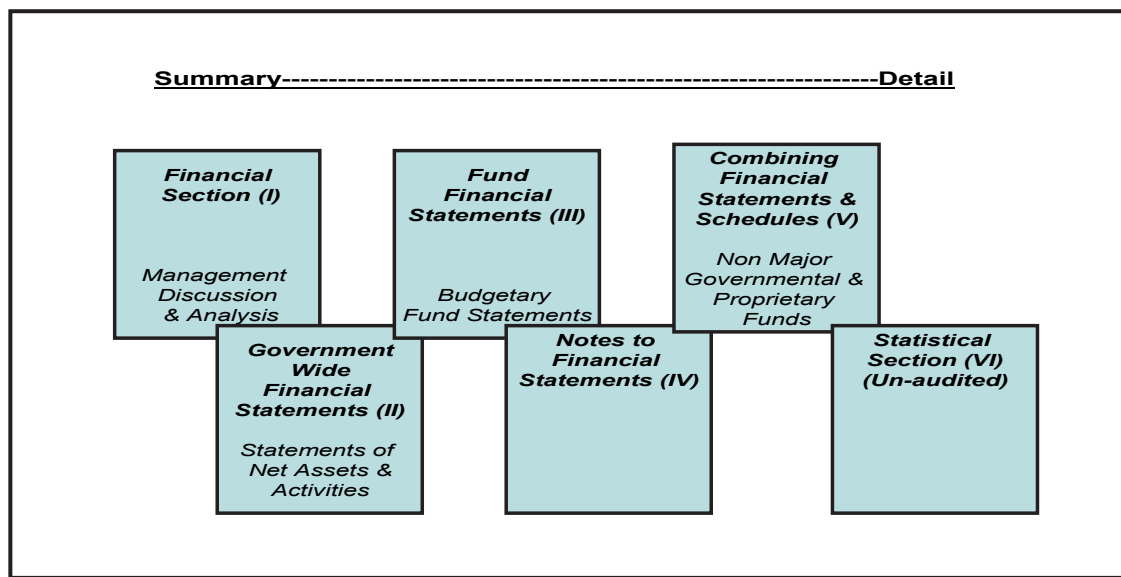 Summary----------------------------------------------------------------Detail
Financial
Section (I)
Management
Discussion
& Analysis
Government
Wide
Financial
Statements (II)
Statements of
Net Assets &
Activities
Fund
Financial
Statements (III)
Budgetary
Fund Statements
Notes to
Financial
Statements (IV)
Combining
Financial
Statements &
Schedules (V)
Non Major
Governmental &
Proprietary
Funds
Statistical
Section (VI)
(Un-audited)